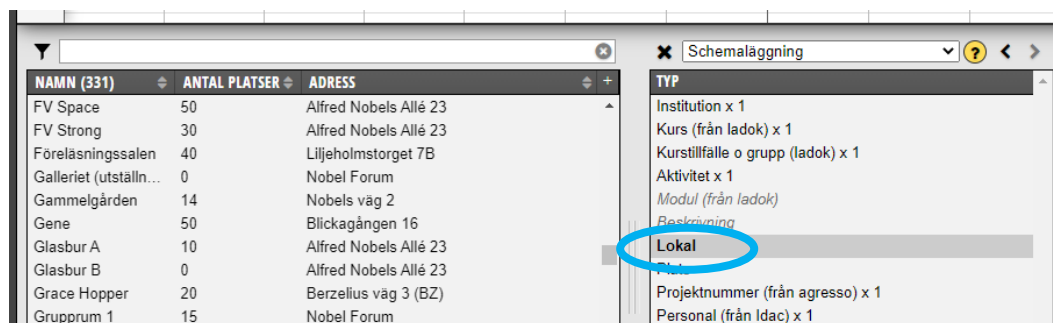 Schemaläggning ?
NAMN (331) ANTAL PLATSER ADRESS +
FV Space 50 Alfred Nobels Allé 23
FV Strong 30 Alfred Nobels Allé 23
Föreläsningssalen 40 Liljeholmstorget 7B
Galleriet (utställn... 0 Nobel Forum
Gammelgården 14 Nobels väg 2
Gene 50 Blickagången 16
Glasbur A 10 Alfred Nobels Allé 23
Glasbur B 0 Alfred Nobels Allé 23
Grace Hopper 20 Berzelius väg 3 (BZ)
Grupprum 1 15 Nobel Forum
TYP
Institution x 1
Kurs (från ladok) x 1
Kurstillfälle o grupp (ladok) x 1
Aktivitet x 1
Modul (från ladok)
Beskrivning
Lokal
Projektnummer (från agresso) x 1
Personal (från Idac) x 1